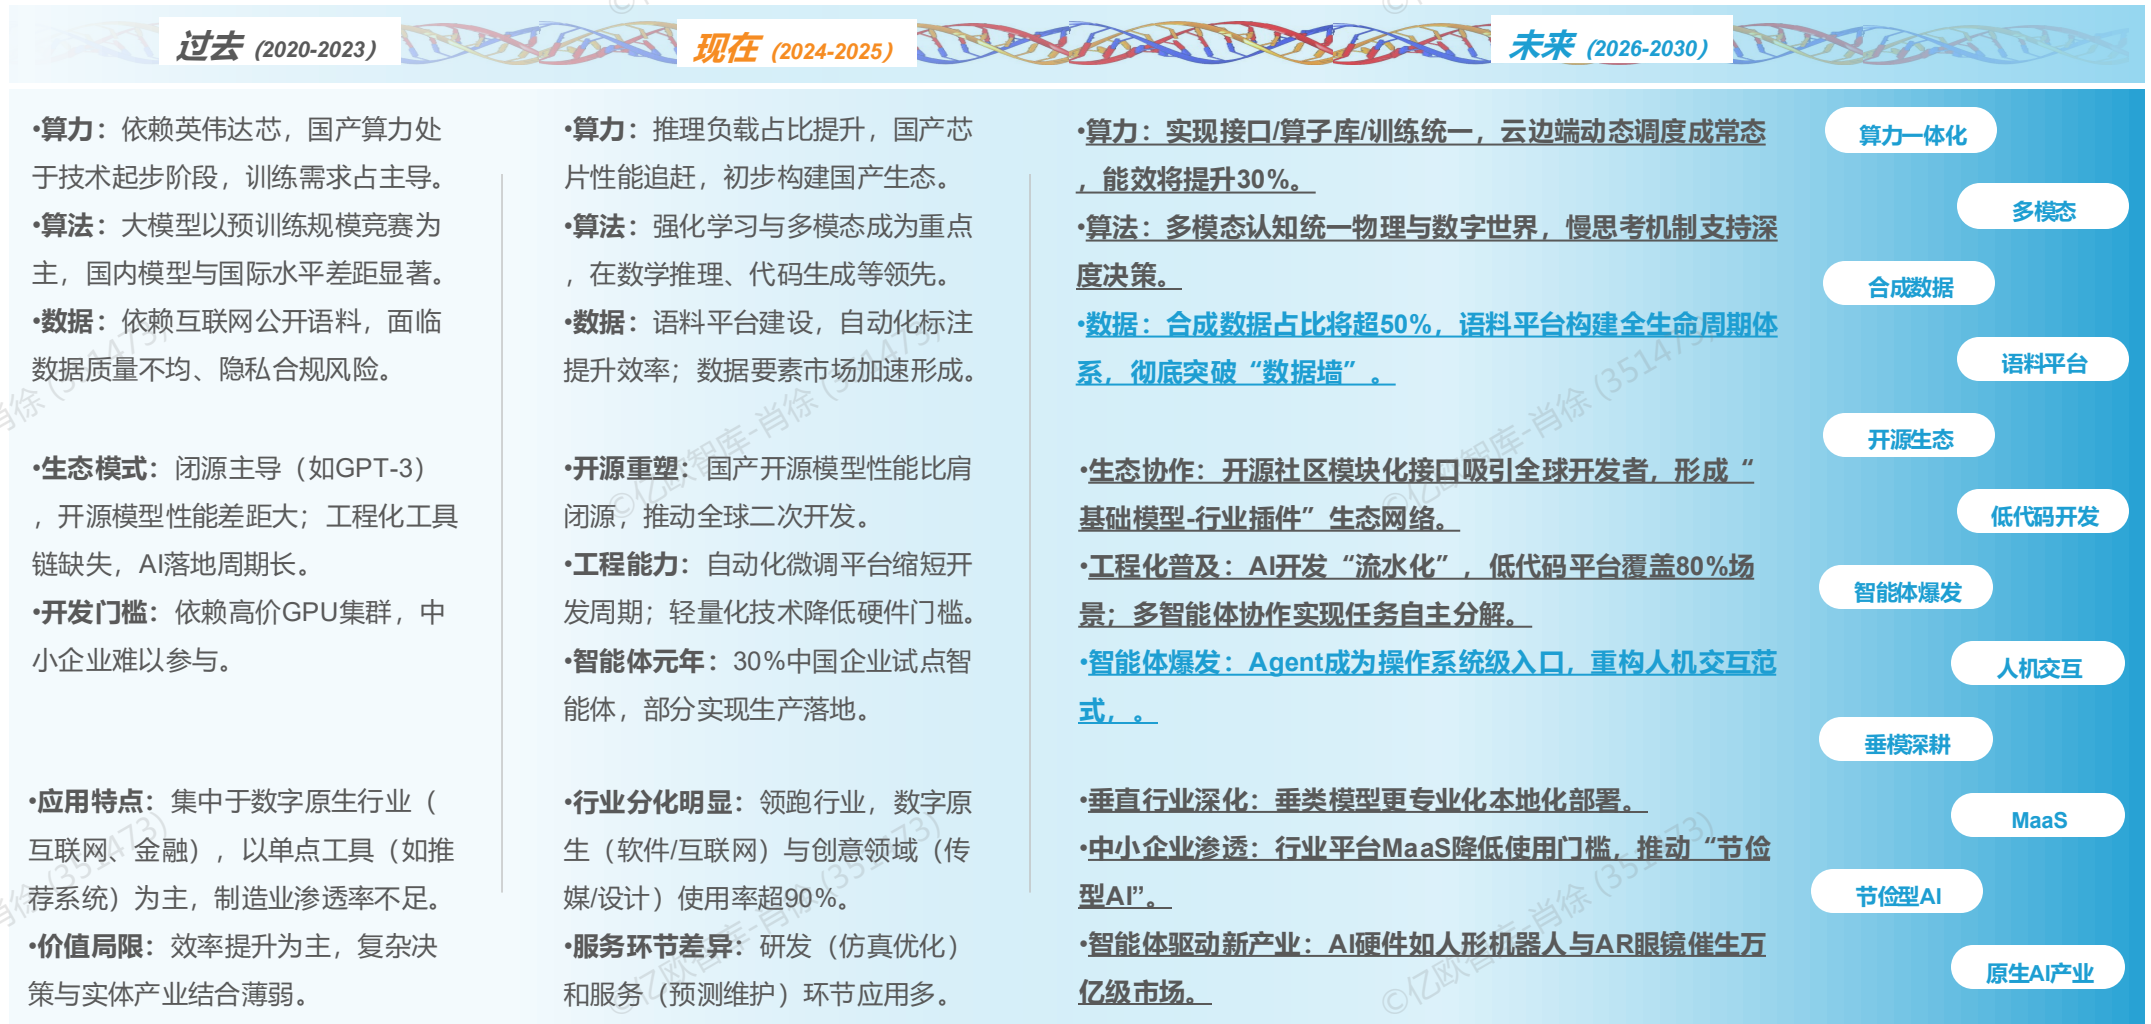 过去（2020-2023）
现在（2024-2025）
未来（2026-2030）
•算力：依赖英伟达芯，国产算力处
于技术起步阶段，训练需求占主导。
•算法：大模型以预训练规模竞赛为
主，国内模型与国际水平差距显著。
•数据：依赖互联网公开语料，面临
数据质量不均、隐私合规风险。
•生态模式：闭源主导（如GPT-3）
，开源模型性能差距大；工程化工具
链缺失，AI落地周期长。
•开发门槛：依赖高价GPU集群，中
小企业难以参与。
•应用特点：集中于数字原生行业（
互联网、金融），以单点工具（如推
荐系统）为主，制造业渗透率不足。
•价值局限：效率提升为主，复杂决
策与实体产业结合薄弱。
•算力：推理负载占比提升，国产芯
片性能追赶，初步构建国产生态。
•算法：强化学习与多模态成为重点
，在数学推理、代码生成等领先。
•数据：语料平台建设，自动化标注
提升效率；数据要素市场加速形成。
•开源重塑：国产开源模型性能比肩
闭源，推动全球二次开发。
•工程能力：自动化微调平台缩短开
发周期；轻量化技术降低硬件门槛。
•智能体元年：30%中国企业试点智
能体，部分实现生产落地。
•行业分化明显：领跑行业，数字原
生（软件/互联网）与创意领域（传
媒/设计）使用率超90%。
•服务环节差异：研发（仿真优化）
和服务（预测维护）环节应用多。
•算力：实现接口/算子库/训练统一，云边端动态调度成常态
，能效将提升30%。
•算法：多模态认知统一物理与数字世界，慢思考机制支持深
度决策。
•数据：合成数据占比将超50%，语料平台构建全生命周期体
系，彻底突破“数据墙”。
•生态协作：开源社区模块化接口吸引全球开发者，形成“
基础模型-行业插件”生态网络。
•工程化普及：AI开发“流水化”，低代码平台覆盖80%场
景；多智能体协作实现任务自主分解。
•智能体爆发：Agent成为操作系统级入口，重构人机交互范
式，。
•垂直行业深化：垂类模型更专业化本地化部署。
•中小企业渗透：行业平台MaaS降低使用门槛，推动“节俭
型AI”。
•智能体驱动新产业：AI硬件如人形机器人与AR眼镜催生万
亿级市场。
算力一体化
多模态
合成数据
语料平台
开源生态
低代码开发
智能体爆发
人机交互
垂模深耕
MaaS
节俭型AI
原生AI产业
©亿欧智库-肖徐 (351473)
©亿欧智库-肖徐 (351473)
©亿欧智库-肖徐 (351473)
©亿欧智库-肖徐 (351473)
肖徐 (351473)
肖徐 (351473)